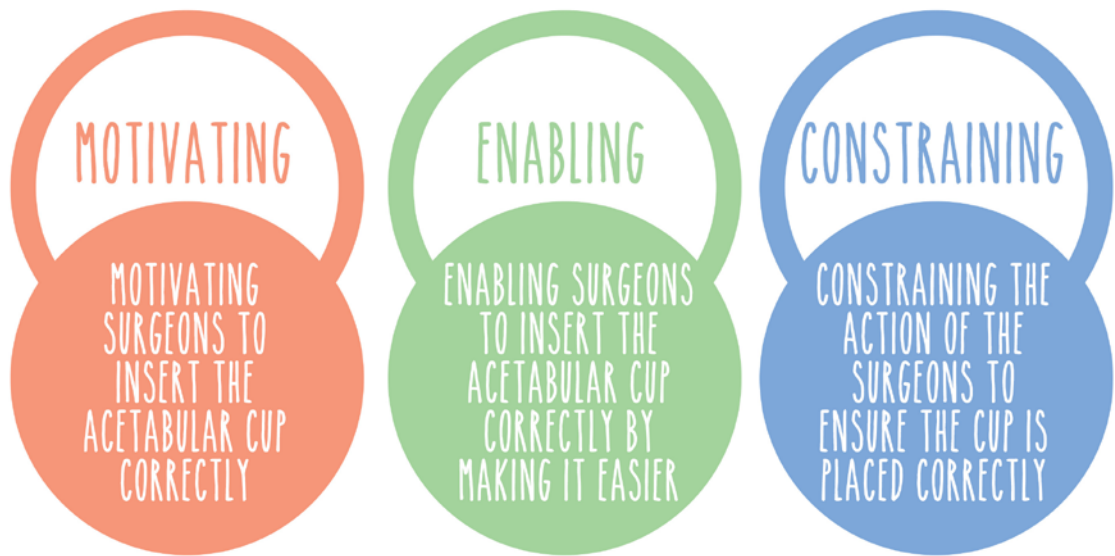 MOTIVATING
MOTIVATING
SURGEONS TO
INSERT THE
ACETABULAR CUP
CORRECTLY
ENABLING
ENABLING SURGEONS
TO INSERT THE
ACETABULAR CUP
CORRECTLY BY
MAKING IT EASIER
CONSTRAINING
CONSTRAINING THE
ACTION OF THE
SURGEONS TO
ENSURE THE CUP IS
PLACED CORRECTLY